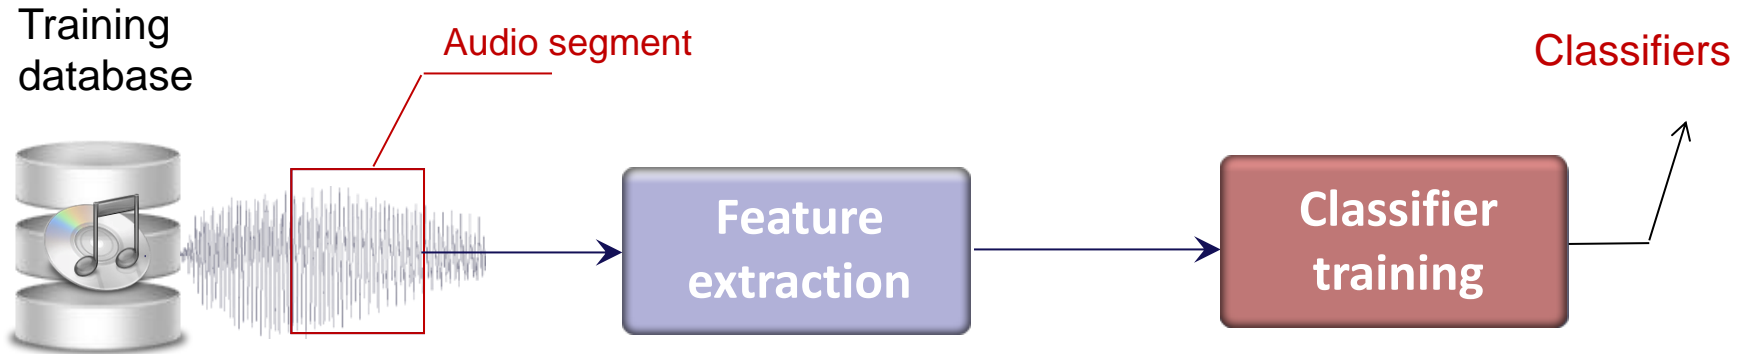 Training
database
Audio segment
Feature
extraction
Classifier
training
Classifiers